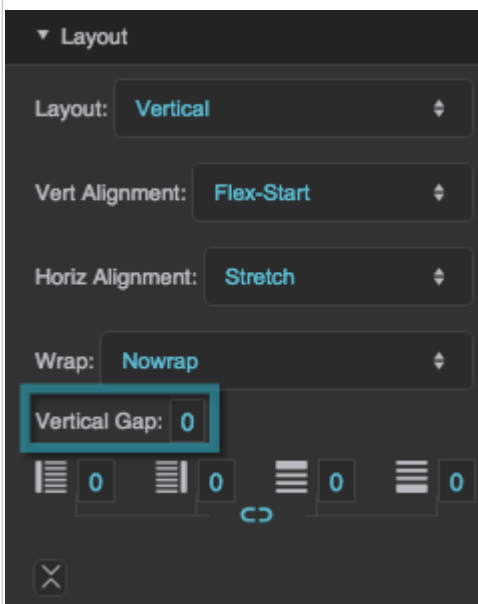 Layout
Layout: Vertical
Vert Alignment: Flex-Start
Horiz Alignment: Stretch
Wrap: Nowrap
Vertical Gap: 0
0 0 0 0